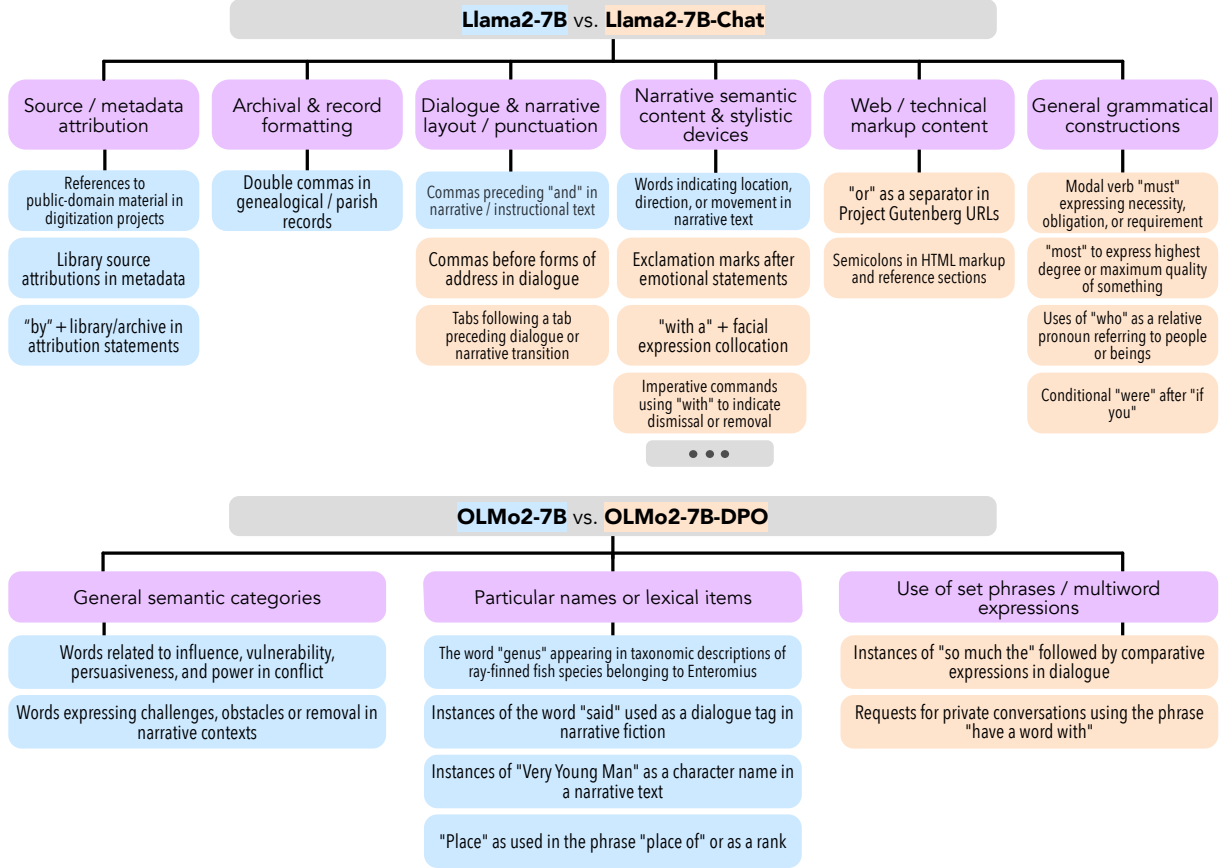 Llama2-7B vs. Llama2-7B-Chat
Source / metadata
attribution
References to
public-domain material in
digitization projects
Library source
attributions in metadata
“by” + library/archive in
attribution statements
Archival & record
formatting
Double commas in
genealogical / parish
records
Dialogue & narrative
layout / punctuation
Commas preceding "and" in
narrative / instructional text
Commas before forms of
address in dialogue
Tabs following a tab
preceding dialogue or
narrative transition
Narrative semantic
content & stylistic
devices
Words indicating location,
direction, or movement in
narrative text
Exclamation marks after
emotional statements
"with a" + facial
expression collocation
Imperative commands
using "with" to indicate
dismissal or removal
•••
Web / technical
markup content
"or" as a separator in
Project Gutenberg URLs
Semicolons in HTML markup
and reference sections
General grammatical
constructions
Modal verb "must"
expressing necessity,
obligation, or requirement
"most" to express highest
degree or maximum quality
of something
Uses of "who" as a relative
pronoun referring to people
or beings
Conditional "were" after "if
you"
OLMo2-7B vs. OLMo2-7B-DPO
General semantic categories
Words related to influence, vulnerability,
persuasiveness, and power in conflict
Words expressing challenges, obstacles or removal in
narrative contexts
Particular names or lexical items
The word "genus" appearing in taxonomic descriptions of
ray-finned fish species belonging to Enteromius
Instances of the word "said" used as a dialogue tag in
narrative fiction
Instances of "Very Young Man" as a character name in
a narrative text
"Place" as used in the phrase "place of" or as a rank
Use of set phrases / multiword
expressions
Instances of "so much the" followed by comparative
expressions in dialogue
Requests for private conversations using the phrase
"have a word with"